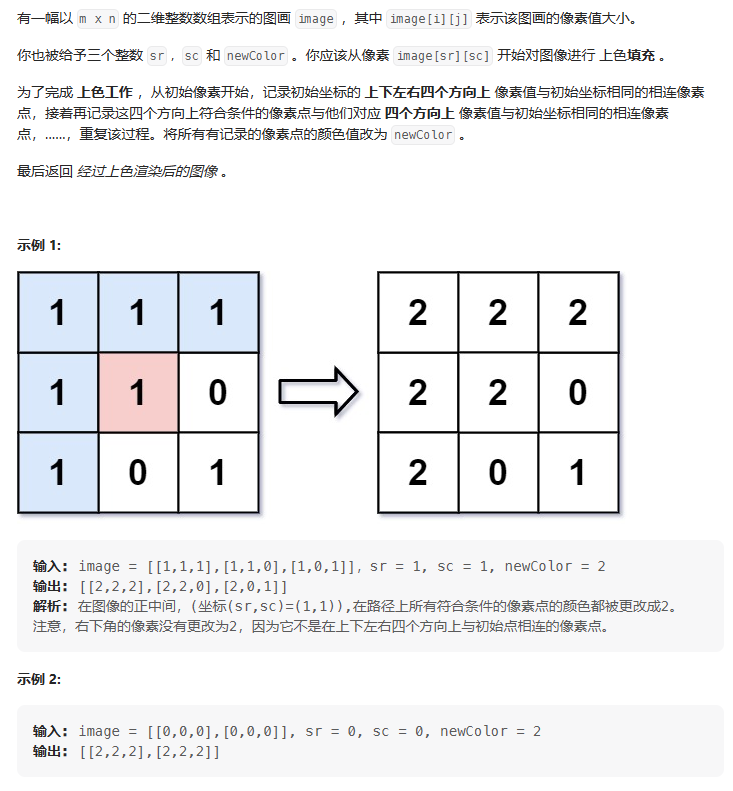 有一幅以 m x n 的二维整数数组表示的图画 image ，其中 image[i][j] 表示该图画的像素值大小。
你也被给予三个整数 sr , sc 和 newColor 。你应该从像素 image[sr][sc] 开始对图像进行 上色填充 。
为了完成 上色工作 ，从初始像素开始，记录初始坐标的 上下左右四个方向上 像素值与初始坐标相同的相连像素
点，接着再记录这四个方向上符合条件的像素点与他们对应 四个方向上 像素值与初始坐标相同的相连像素
点，……，重复该过程。将所有有记录的像素点的颜色值改为 newColor 。
最后返回 经过上色渲染后的图像 。
示例 1:
1 1 1 2 2 2
1 1 0 2 2 0
1 0 1 2 0 1
输入: image = [[1,1,1],[1,1,0],[1,0,1]]，sr = 1, sc = 1, newColor = 2
输出: [[2,2,2],[2,2,0],[2,0,1]]
解析: 在图像的正中间，(坐标(sr,sc)=(1,1)),在路径上所有符合条件的像素点的颜色都被更改成2。
注意，右下角的像素没有更改为2，因为它不是在上下左右四个方向上与初始点相连的像素点。
示例 2:
输入: image = [[0,0,0],[0,0,0]], sr = 0, sc = 0, newColor = 2
输出: [[2,2,2],[2,2,2]]